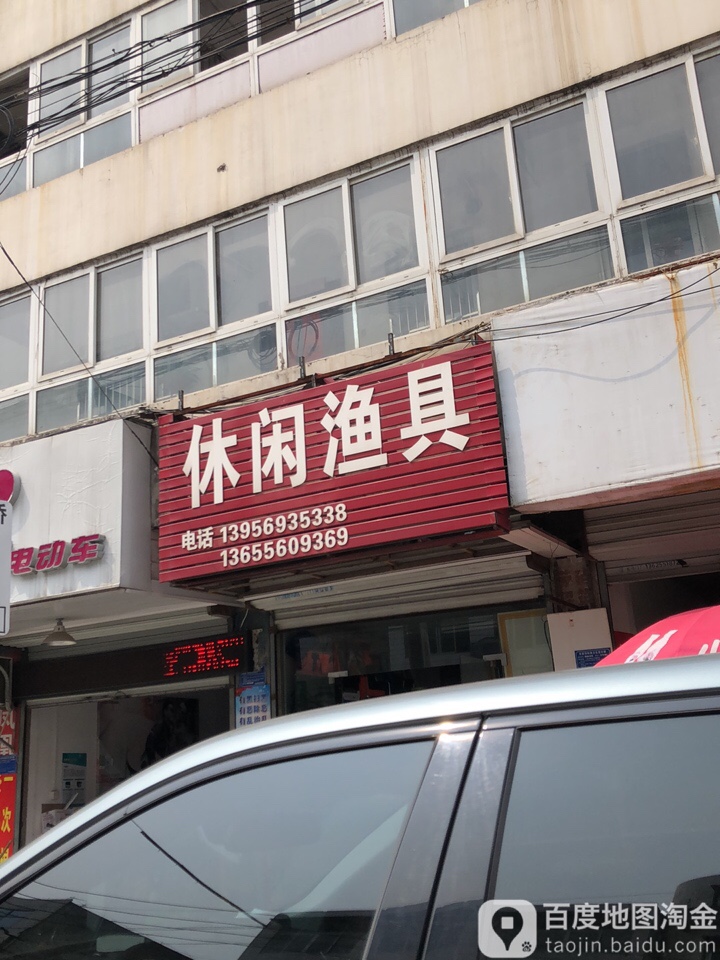 休闲渔具
电话 13956935338
13655609369
电动车
百度地图淘金
taojin.baidu.com